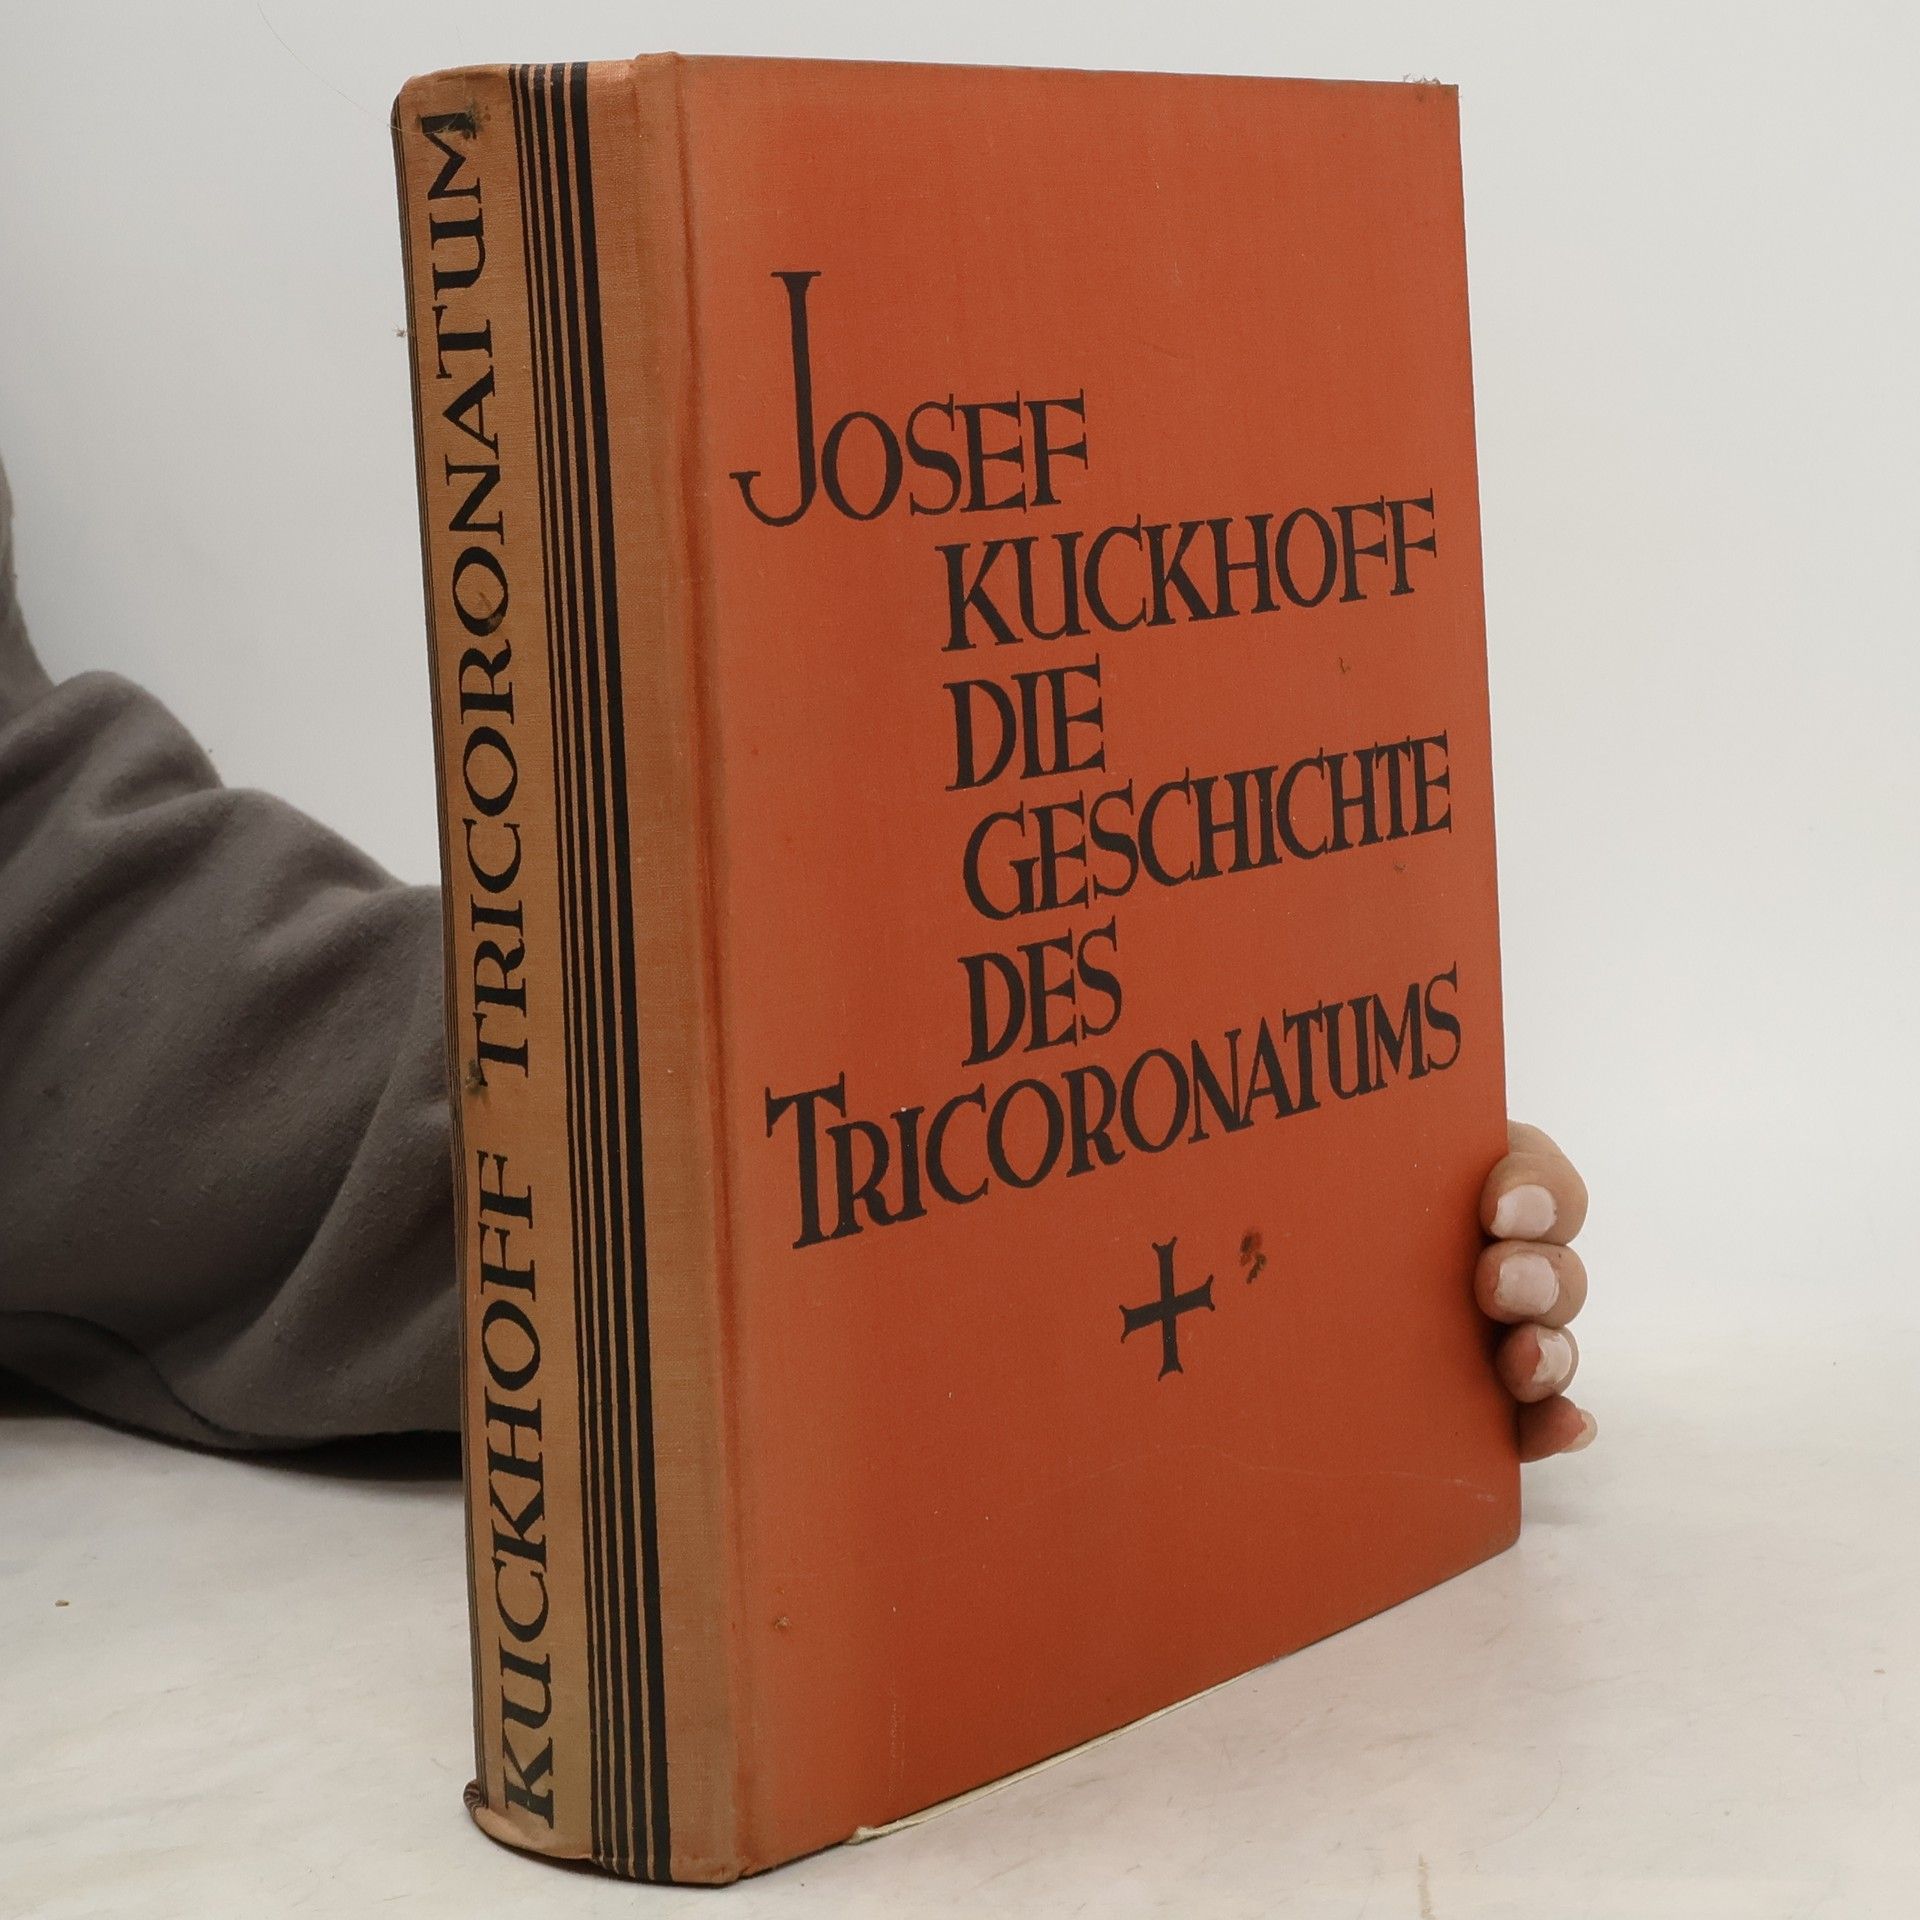 KUCKHOFF TRICORONATUM
JOSEF
KUCKHOFF
DIE
GESCHICHTE
DES
TRICORONATUMS